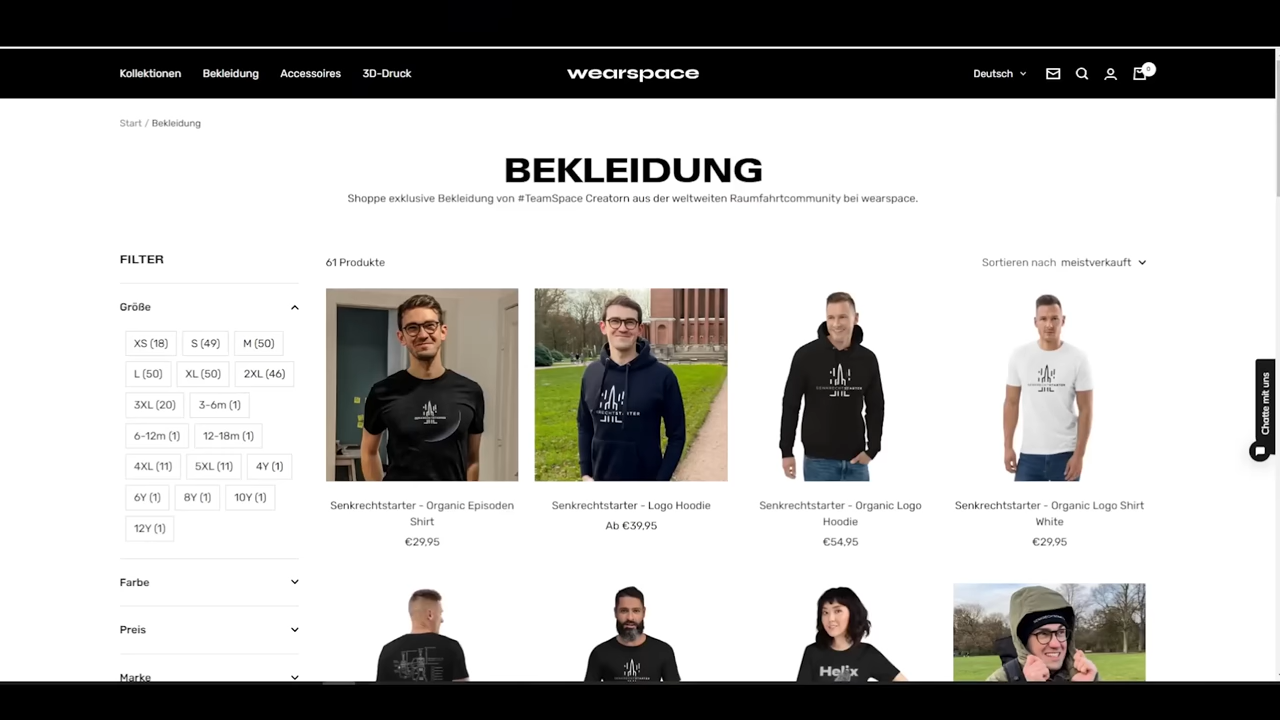 Kollektionen Bekleidung Accessoires 3D-Druck wearspace Deutsch 0
Start / Bekleidung
BEKLEIDUNG
Shoppe exklusive Bekleidung von #TeamSpace Creatorn aus der weltweiten Raumfahrtcommunity bei wearspace.
FILTER
61 Produkte
Sortieren nach meistverkauft
Größe
XS (18) S (49) M (50)
L (50) XL (50) 2XL (46)
3XL (20) 3-6m (1)
6-12m (1) 12-18m (1)
4XL (11) 5XL (11) 4Y (1)
6Y (1) 8Y (1) 10Y (1)
12Y (1)
Farbe
Preis
Marke
SENKRECHTSTARTER
Senkrechtstarter - Organic Episoden
Shirt
€29,95
Senkrechtstarter - Logo Hoodie
Ab €39,95
SENKRECHTSTARTER
Senkrechtstarter - Organic Logo
Hoodie
€54,95
SENKRECHTSTARTER
Senkrechtstarter - Organic Logo Shirt
White
€29,95
Helix
Chatte mit uns